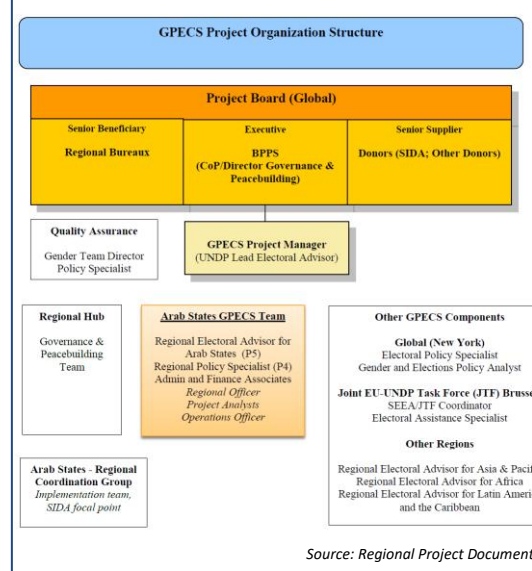 GPECS Project Organization Structure
Project Board (Global)
Senior Beneficiary
Regional Bureaux
Executive
BPPS
(CoP/Director Governance &
Peacebuilding)
Senior Supplier
Donors (SIDA; Other Donors)
Quality Assurance
Gender Team Director
Policy Specialist
GPECS Project Manager
(UNDP Lead Electoral Advisor)
Regional Hub
Governance &
Peacebuilding
Team
Arab States GPECS Team
Regional Electoral Advisor for
Arab States (P5)
Regional Policy Specialist (P4)
Admin and Finance Associates
Regional Officer
Project Analysts
Operations Officer
Other GPECS Components
Global (New York)
Electoral Policy Specialist
Gender and Elections Policy Analyst
Joint EU-UNDP Task Force (JTF) Brusse
SEEA/JTF Coordinator
Electoral Assistance Specialist
Other Regions
Regional Electoral Advisor for Asia & Pacif
Regional Electoral Advisor for Africa
Regional Electoral Advisor for Latin Americ
and the Caribbean
Arab States - Regional
Coordination Group
Implementation team,
SIDA focal point
Source: Regional Project Document